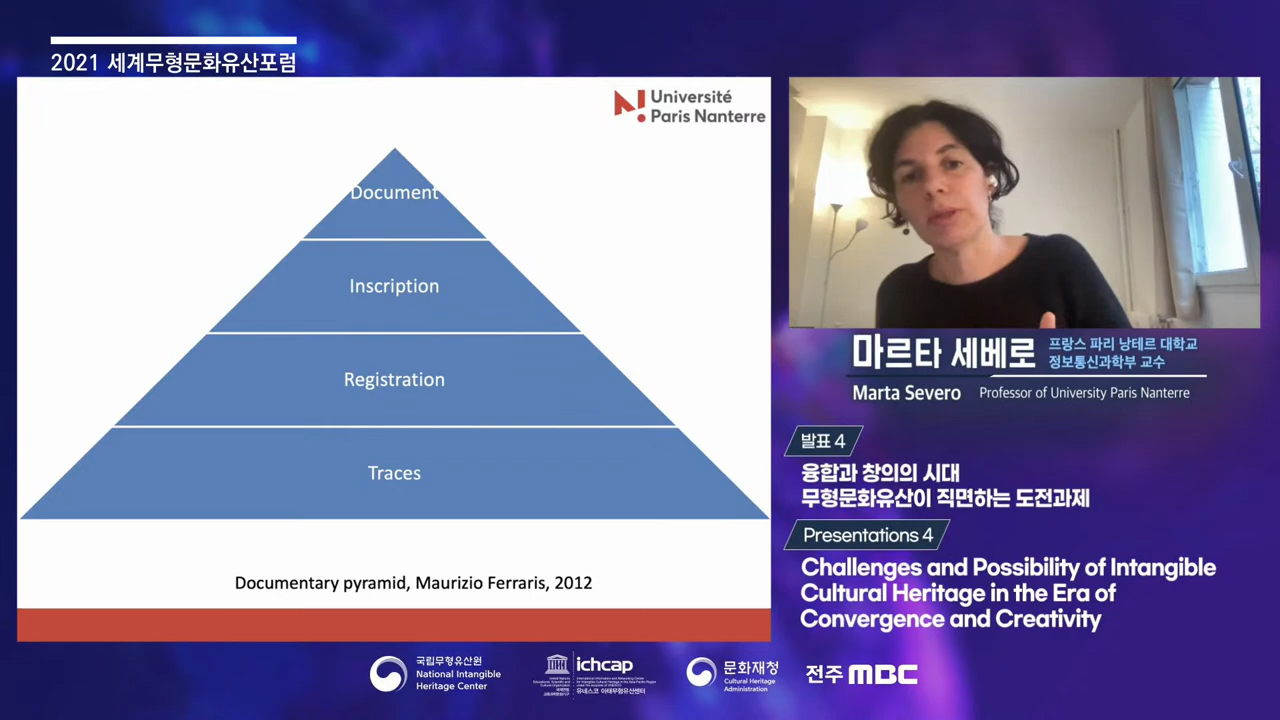 2021 세계무형문화유산포럼
Université
Paris Nanterre
Document
Inscription
Registration
Traces
Documentary pyramid, Maurizio Ferraris, 2012
마르타 세베로
프랑스 파리 낭테르 대학교
정보통신과학부 교수
Marta Severo
Professor of University Paris Nanterre
발표 4
융합과 창의의 시대
무형문화유산이 직면하는 도전과제
Presentations 4
Challenges and Possibility of Intangible
Cultural Heritage in the Era of
Convergence and Creativity
국립무형유산원
National Intangible
Heritage Center
ichcap
유네스코 아태무형유산센터
문화재청
Cultural Heritage
Administration
전주 MBC